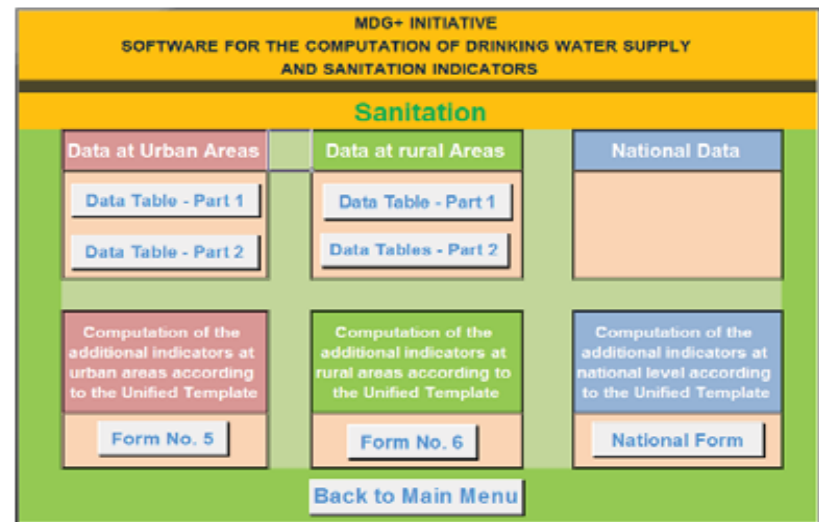 MDG+ INITIATIVE
SOFTWARE FOR THE COMPUTATION OF DRINKING WATER SUPPLY
AND SANITATION INDICATORS
Sanitation
Data at Urban Areas
Data at rural Areas
National Data
Data Table - Part 1
Data Table - Part 1
Data Table - Part 2
Data Tables - Part 2
Computation of the
additional indicators at
urban areas according
to the Unified Template
Computation of the
additional indicators at
rural areas according to
the Unified Template
Computation of the
additional indicators at
national level according
to the Unified Template
Form No. 5
Form No. 6
National Form
Back to Main Menu